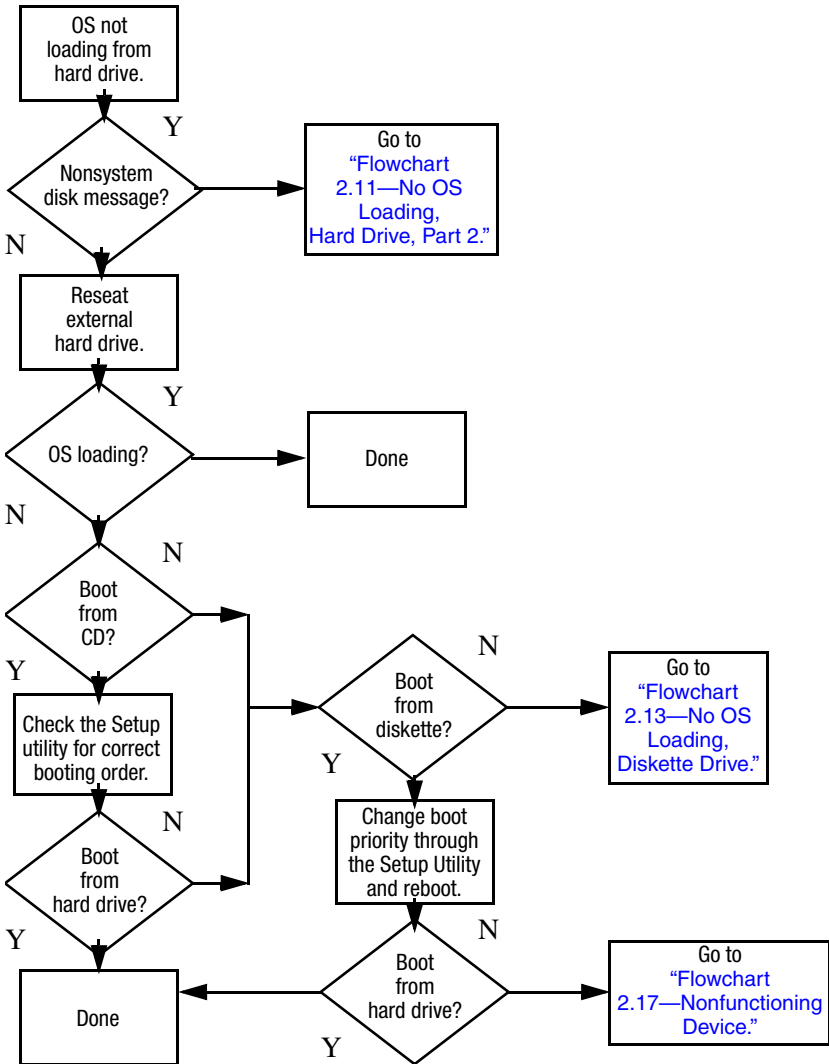 OS not
loading from
hard drive.
Y
Nonsystem
disk message?
Go to
“Flowchart
2.11—No OS
Loading,
Hard Drive, Part 2.”
N
Reseat
external
hard drive.
Y
OS loading?
Done
N
N
Boot
from
CD?
Y
Check the Setup
utility for correct
booting order.
N
Boot
from
hard drive?
Y
Done
Boot
from
diskette?
N
Go to
“Flowchart
2.13—No OS
Loading,
Diskette Drive.”
Y
Change boot
priority through
the Setup Utility
and reboot.
N
Boot
from
hard drive?
Y
Go to
“Flowchart
2.17—Nonfunctioning
Device.”